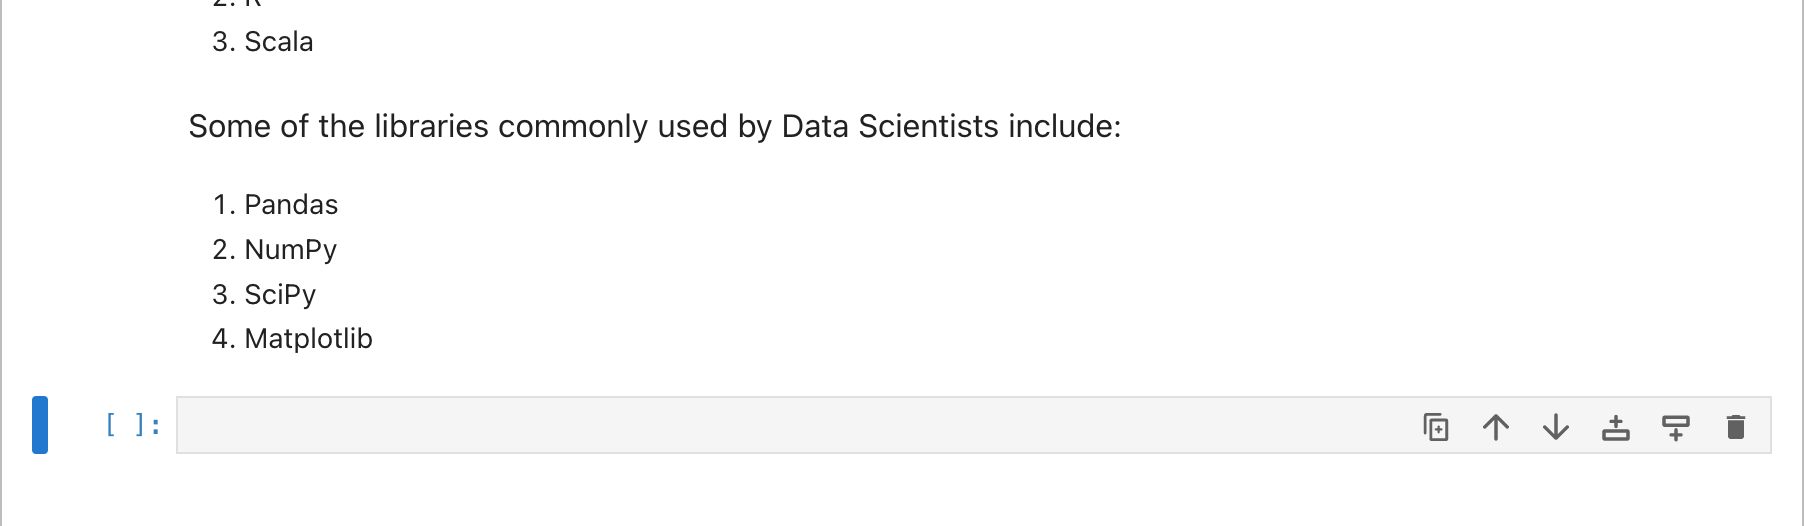 2. R
3. Scala
Some of the libraries commonly used by Data Scientists include:
1. Pandas
2. NumPy
3. SciPy
4. Matplotlib
[ ]: